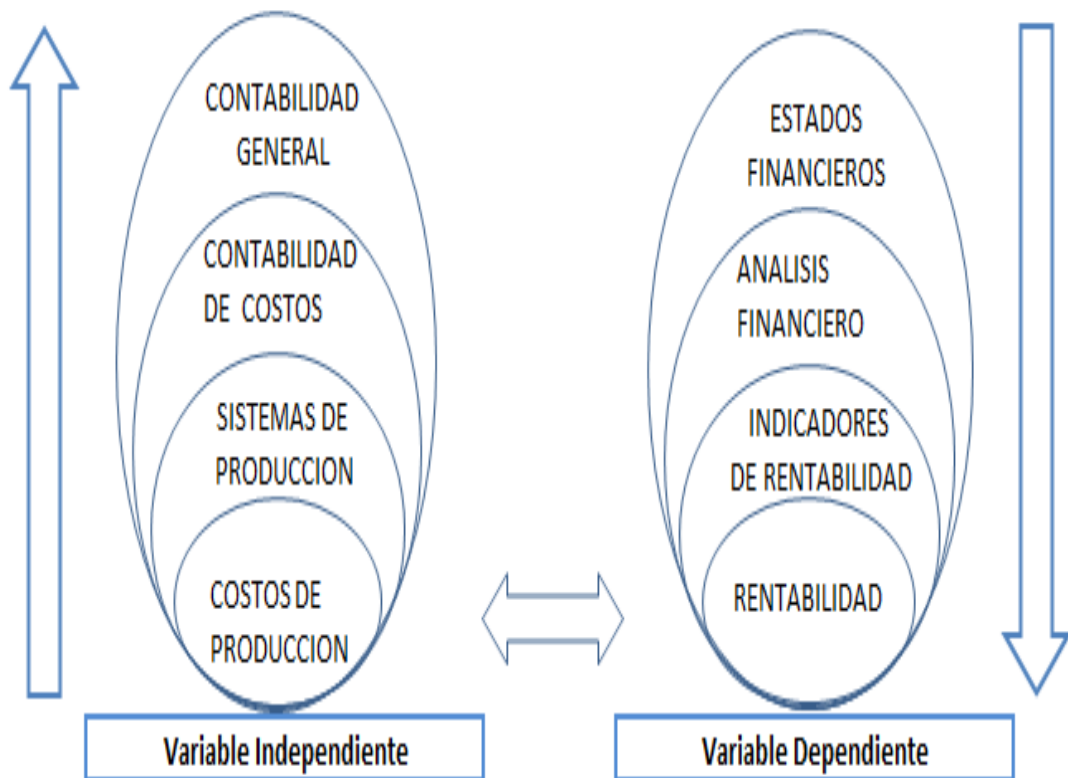 CONTABILIDAD
GENERAL
CONTABILIDAD
DE COSTOS
SISTEMAS DE
PRODUCCION
COSTOS DE
PRODUCCION
Variable Independiente
ESTADOS
FINANCIEROS
ANALISIS
FINANCIERO
INDICADORES
DE RENTABILIDAD
RENTABILIDAD
Variable Dependiente